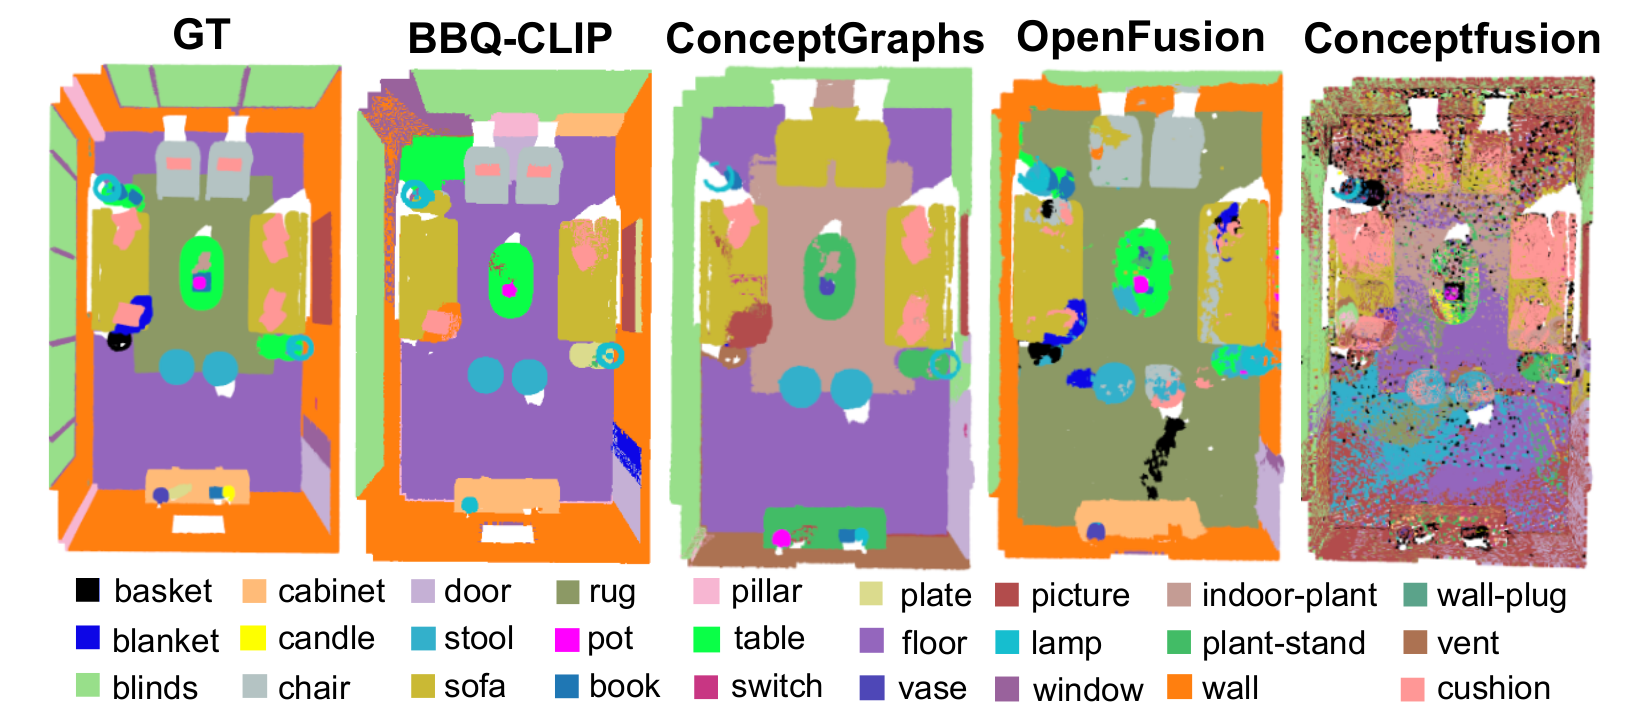 GT BBQ-CLIP ConceptGraphs OpenFusion Conceptfusion
basket cabinet door rug pillar plate picture indoor-plant wall-plug
blanket candle stool pot table floor lamp plant-stand vent
blinds chair sofa book switch vase window wall cushion